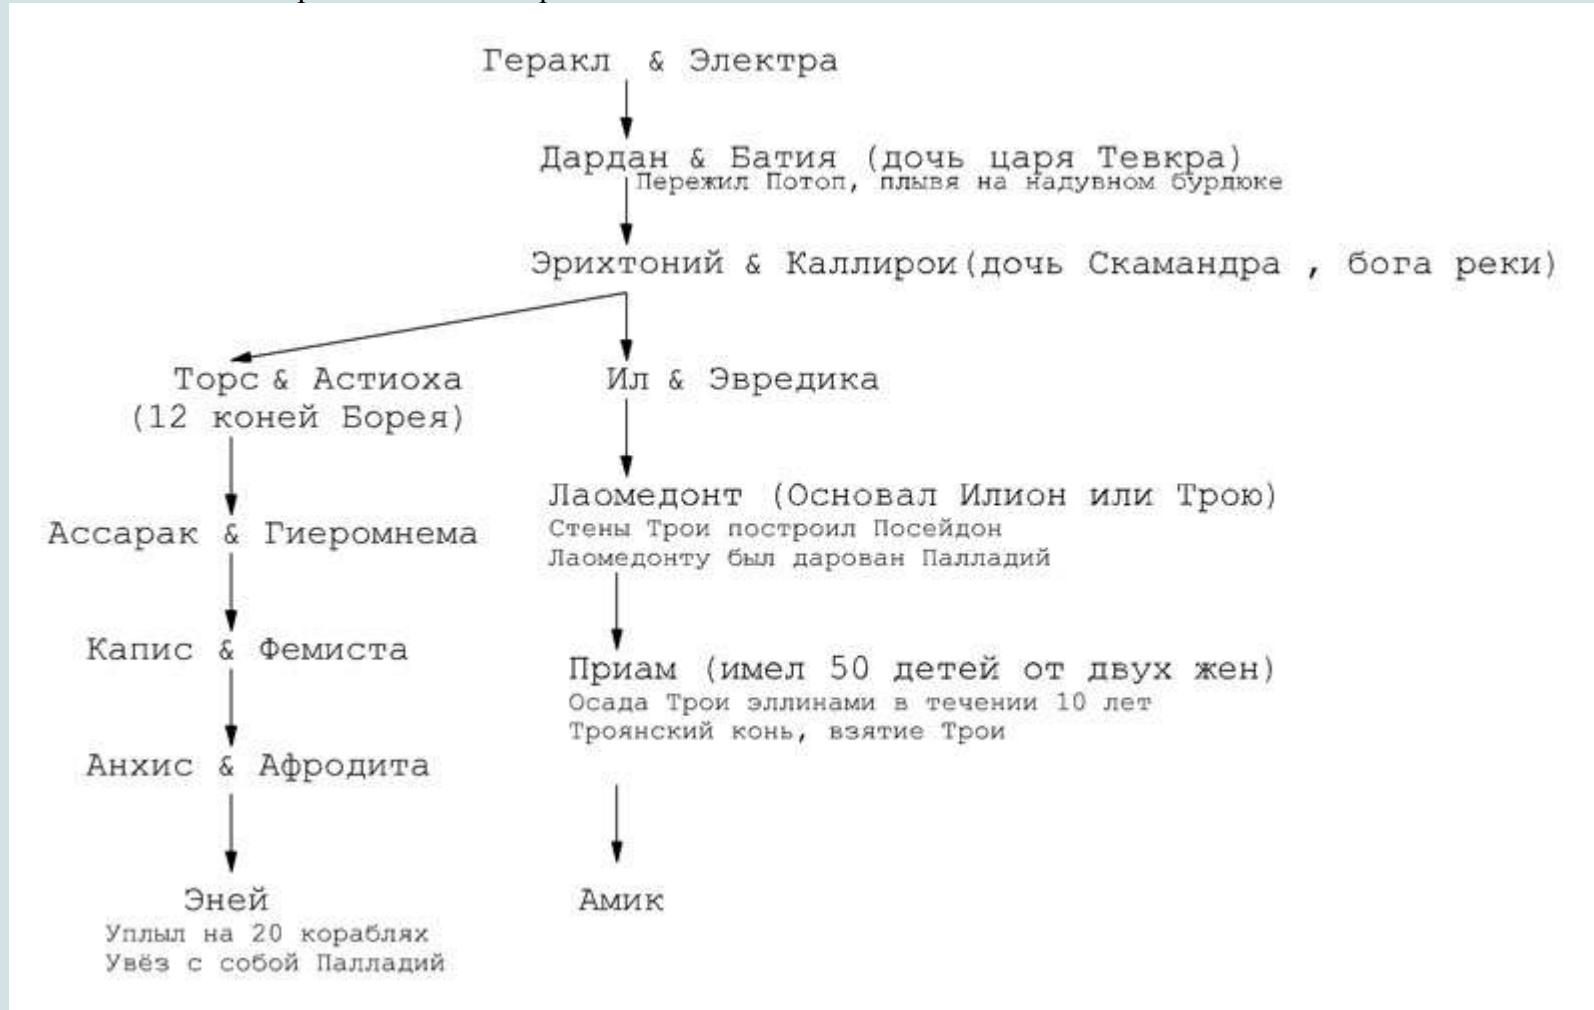 Геракл & Электра
Дардан & Батия (дочь царя Тевкра)
Пережил Потоп, плывя на надувном бурдюке
Эрихтоний & Каллирои(дочь Скамандра , бога реки)
Торс & Астиоха
(12 коней Борея)
Ил & Эвредика
Лаомедонт (Основал Илион или Трою)
Стены Трои построил Посейдон
Лаомедонту был дарован Палладий
Ассарак & Гиеромнема
Капис & Фемиста
Приам (имел 50 детей от двух жен)
Осада Трои эллинами в течении 10 лет
Троянский конь, взятие Трои
Анхис & Афродита
Эней
Уплыл на 20 кораблях
Увёз с собой Палладий
Амик